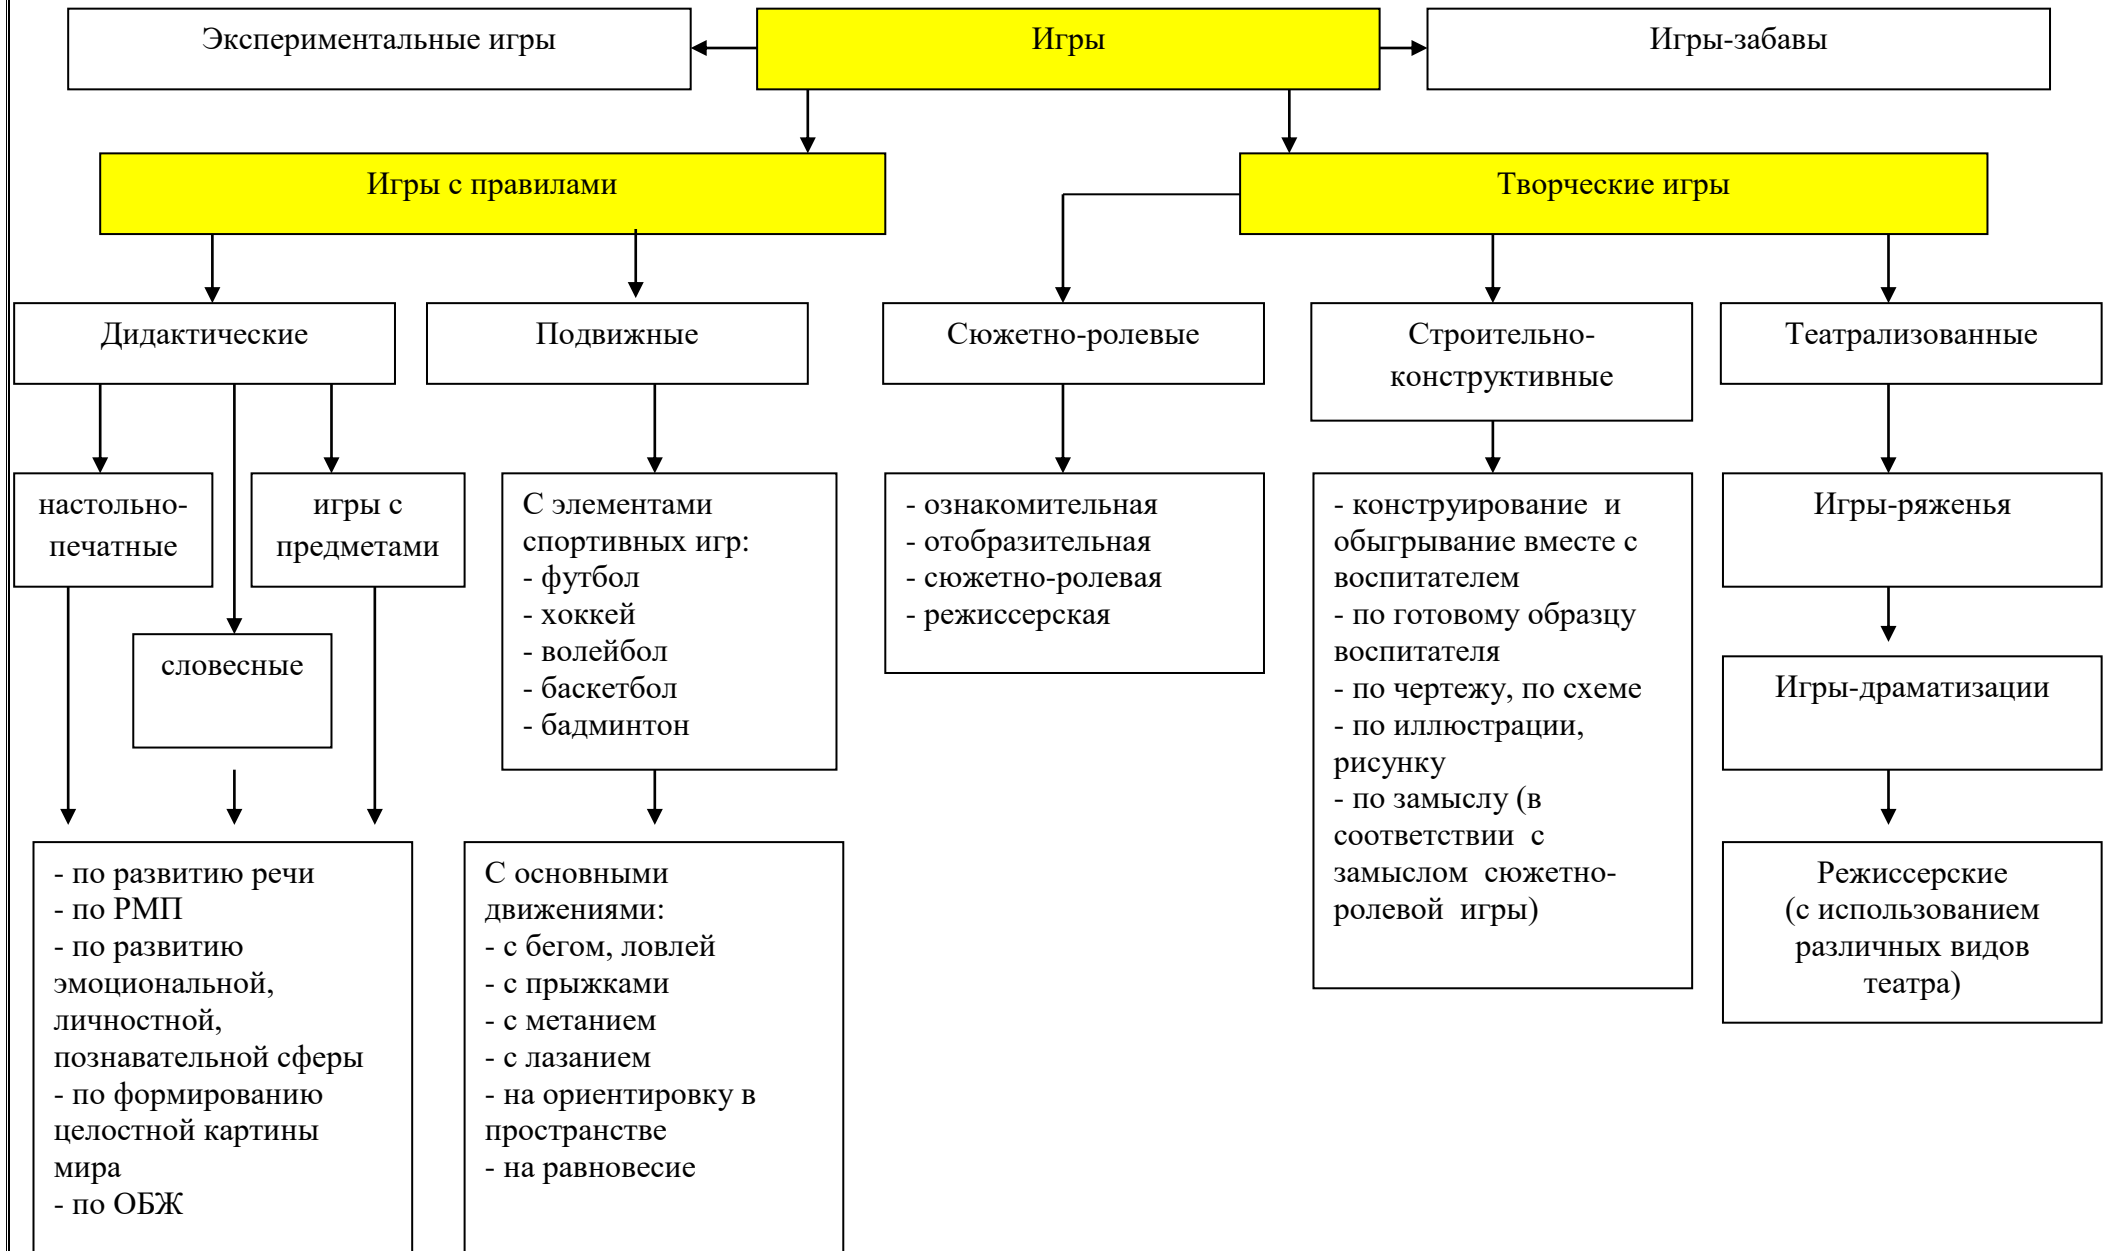 Экспериментальные игры
Игры
Игры-забавы
Игры с правилами
Творческие игры
Дидактические
Подвижные
Сюжетно-ролевые
Строительно-
конструктивные
Театрализованные
настольно-
печатные
игры с
предметами
словесные
С элементами
спортивных игр:
- футбол
- хоккей
- волейбол
- баскетбол
- бадминтон
- ознакомительная
- отобразительная
- сюжетно-ролевая
- режиссерская
- конструирование и
обыгрывание вместе с
воспитателем
- по готовому образцу
воспитателя
- по чертежу, по схеме
- по иллюстрации,
рисунку
- по замыслу (в
соответствии с
замыслом сюжетно-
ролевой игры)
Игры-ряженья
Игры-драматизации
- по развитию речи
- по РМП
- по развитию
эмоциональной,
личностной,
познавательной сферы
- по формированию
целостной картины
мира
- по ОБЖ
С основными
движениями:
- с бегом, ловлей
- с прыжками
- с метанием
- с лазанием
- на ориентировку в
пространстве
- на равновесие
Режиссерские
(с использованием
различных видов
театра)